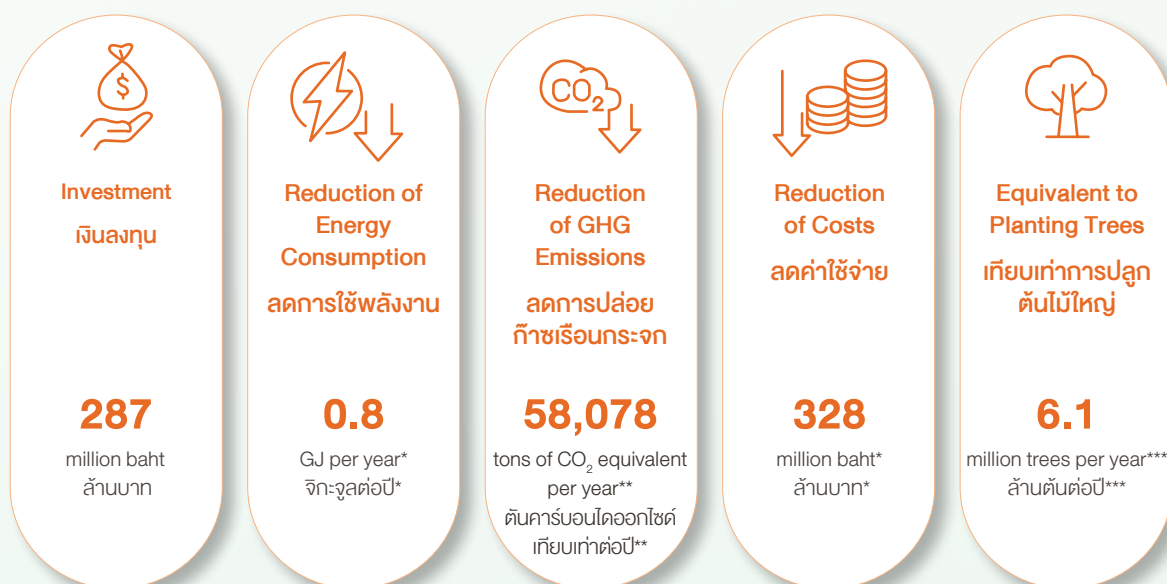 $
Investment
เงินลงทุน
287
million baht
ล้านบาท
Reduction of
Energy
Consumption
ลดการใช้พลังงาน
0.8
GJ per year*
จิกะจูลต่อปี*
CO₂
Reduction
of GHG
Emissions
ลดการปล่อย
ก๊าซเรือนกระจก
58,078
tons of CO₂ equivalent
per year**
ตันคาร์บอนไดออกไซด์
เทียบเท่าต่อปี**
Reduction
of Costs
ลดค่าใช้จ่าย
328
million baht*
ล้านบาท*
Equivalent to
Planting Trees
เทียบเท่าการปลูก
ต้นไม้ใหญ่
6.1
million trees per year***
ล้านต้นต่อปี***